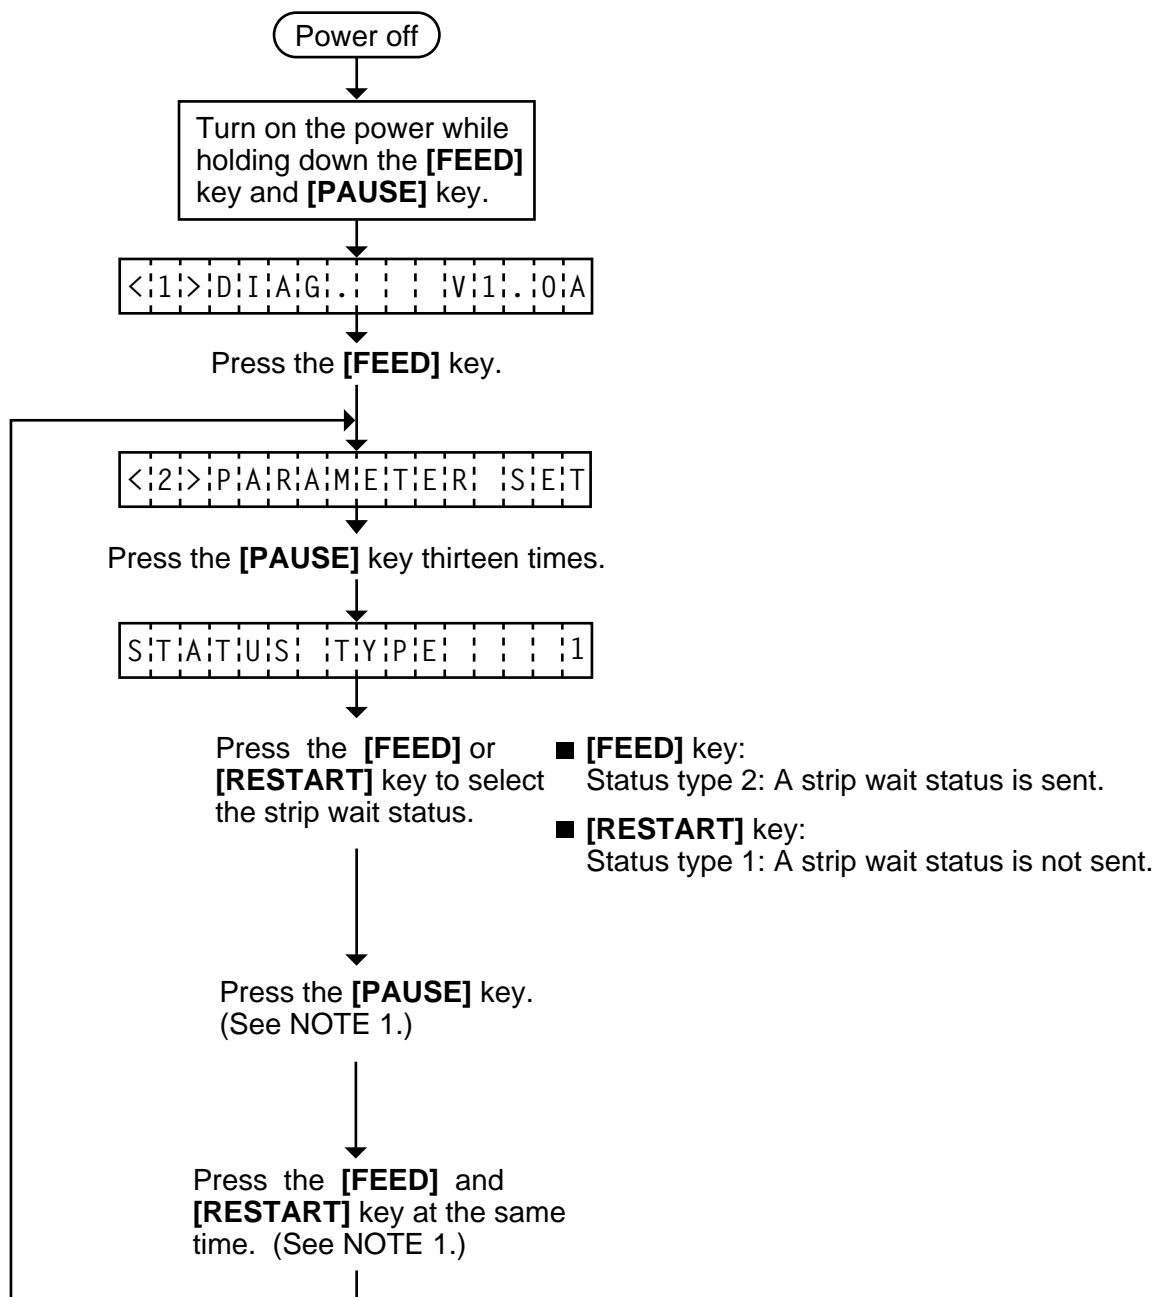 Power off
Turn on the power while
holding down the [FEED]
key and [PAUSE] key.
<1>DIAG. V1.0A
Press the [FEED] key.
<2>PARAMETER SET
Press the [PAUSE] key thirteen times.
STATUS TYPE 1
Press the [FEED] or
[RESTART] key to select
the strip wait status.
■ [FEED] key:
Status type 2: A strip wait status is sent.
■ [RESTART] key:
Status type 1: A strip wait status is not sent.
Press the [PAUSE] key.
(See NOTE 1.)
Press the [FEED] and
[RESTART] key at the same
time. (See NOTE 1.)